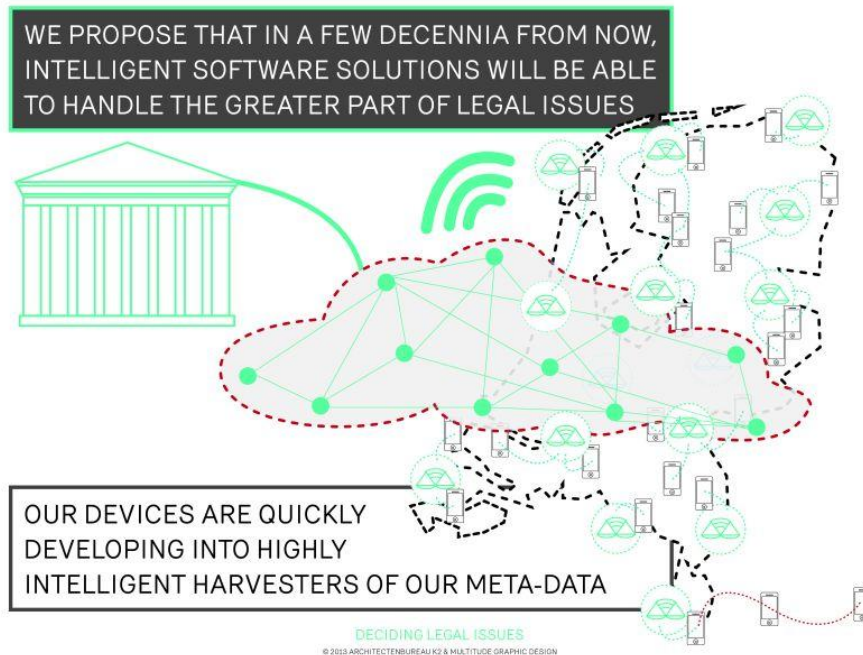 WE PROPOSE THAT IN A FEW DECENNIA FROM NOW,
INTELLIGENT SOFTWARE SOLUTIONS WILL BE ABLE
TO HANDLE THE GREATER PART OF LEGAL ISSUES
OUR DEVICES ARE QUICKLY
DEVELOPING INTO HIGHLY
INTELLIGENT HARVESTERS OF OUR META-DATA
DECIDING LEGAL ISSUES
© 2013 ARCHITECTENBUREAU K2 & MULTITUDE GRAPHIC DESIGN